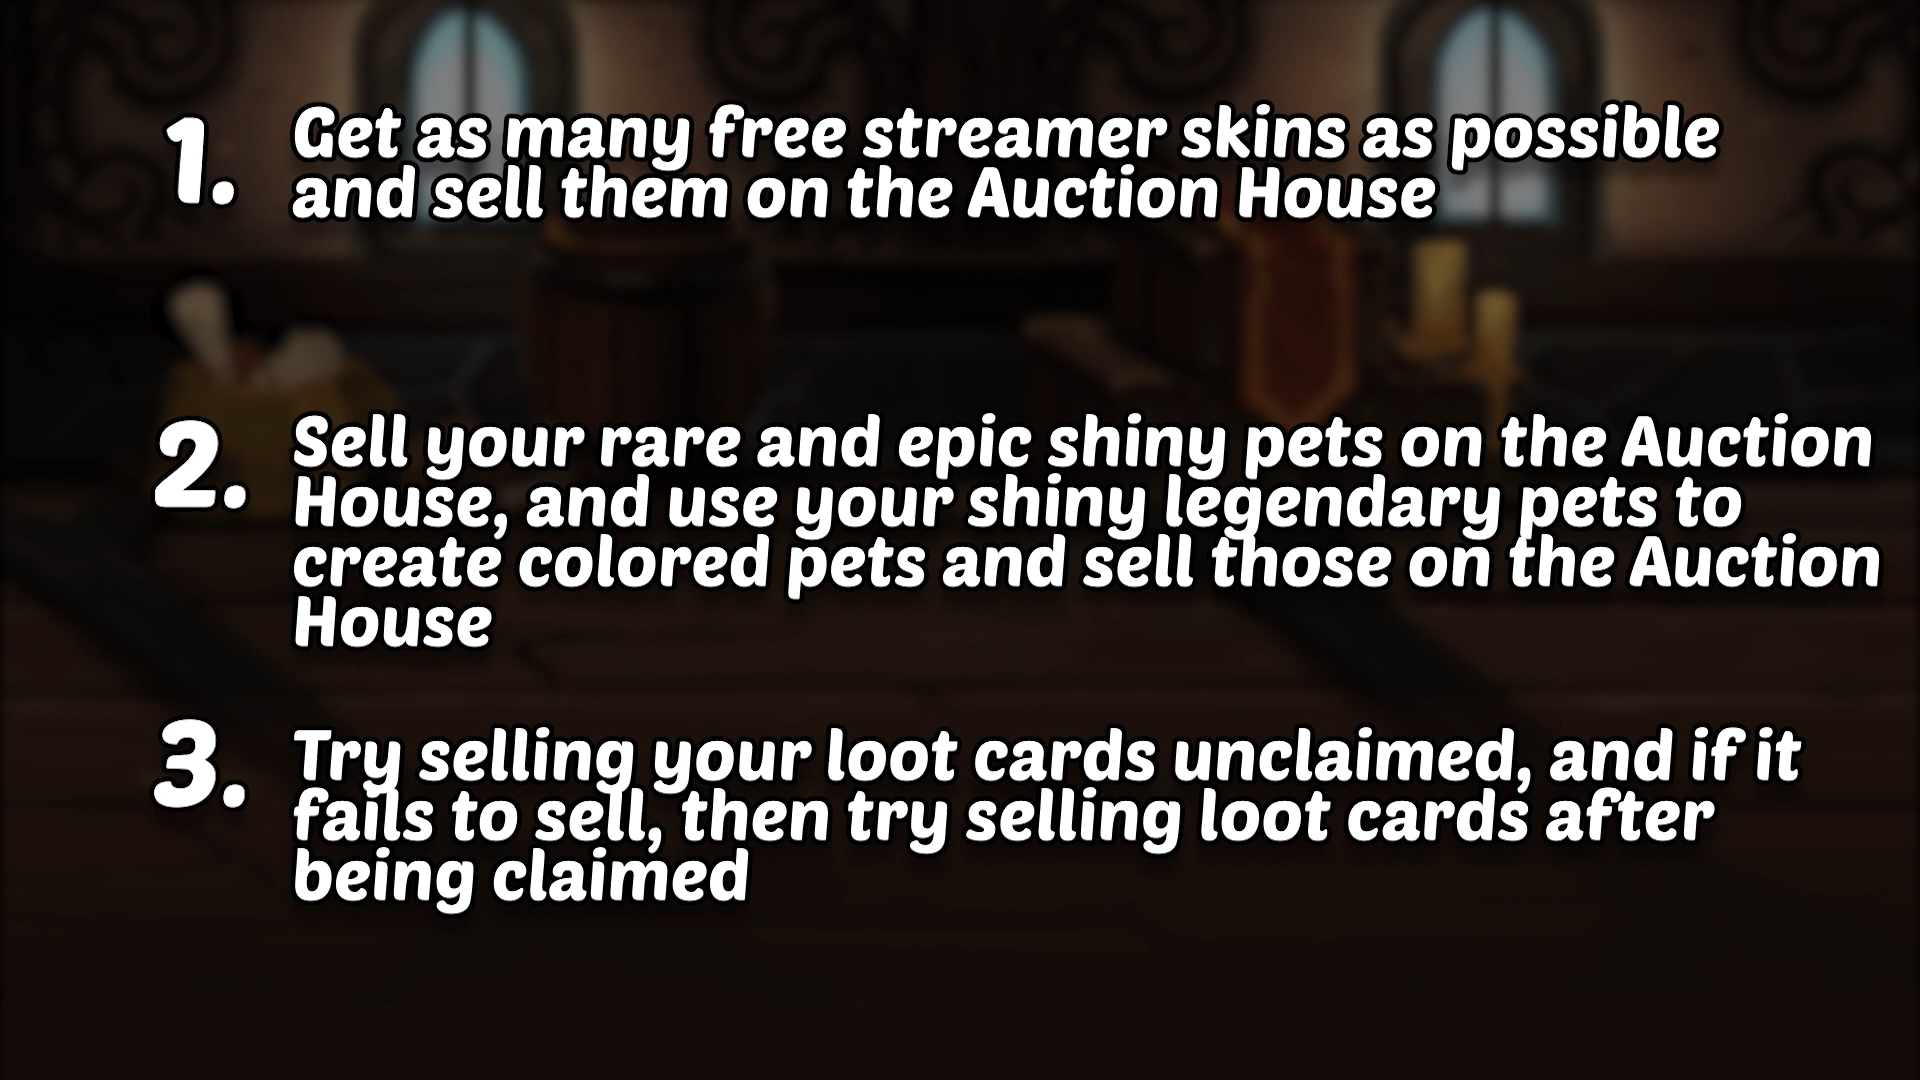 1. Get as many free streamer skins as possible
and sell them on the Auction House
2. Sell your rare and epic shiny pets on the Auction
House, and use your shiny legendary pets to
create colored pets and sell those on the Auction
House
3. Try selling your loot cards unclaimed, and if it
fails to sell, then try selling loot cards after
being claimed